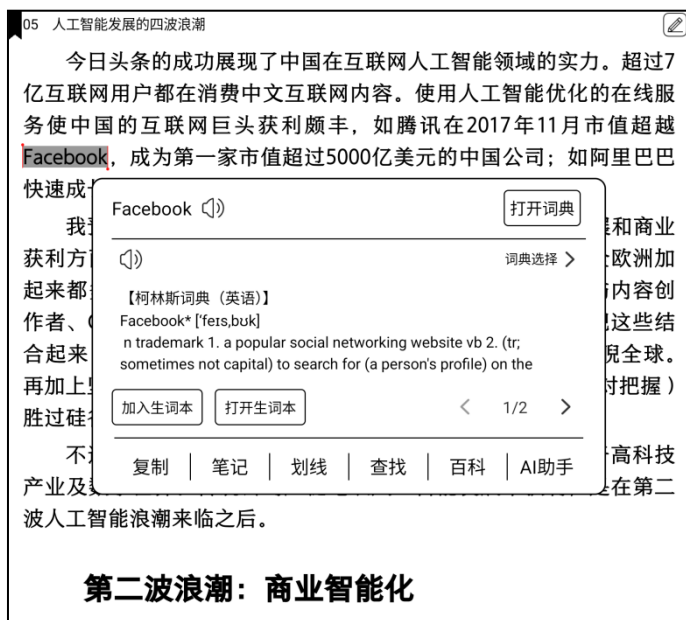 05 人工智能发展的四波浪潮
今日头条的成功展现了中国在互联网人工智能领域的实力。超过7
亿互联网用户都在消费中文互联网内容。使用人工智能优化的在线服
务使中国的互联网巨头获利颇丰，如腾讯在2017年11月市值超越
Facebook，成为第一家市值超过5000亿美元的中国公司；如阿里巴巴
快速成
Facebook
打开词典
词典选择
【柯林斯词典（英语）】
Facebook* ['feɪs,bʊk]
n trademark 1. a popular social networking website vb 2. (tr;
sometimes not capital) to search for (a person's profile) on the
加入生词本 打开生词本 1/2
复制 笔记 划线 查找 百科 AI助手
我 展和商业
获利方 欧洲加
起来都 内容创
作者、 这些结
合起来 倪全球。
再加上 对把握）
胜过硅
不 高科技
产业及 在第二
波人工智能浪潮来临之后。
第二波浪潮：商业智能化